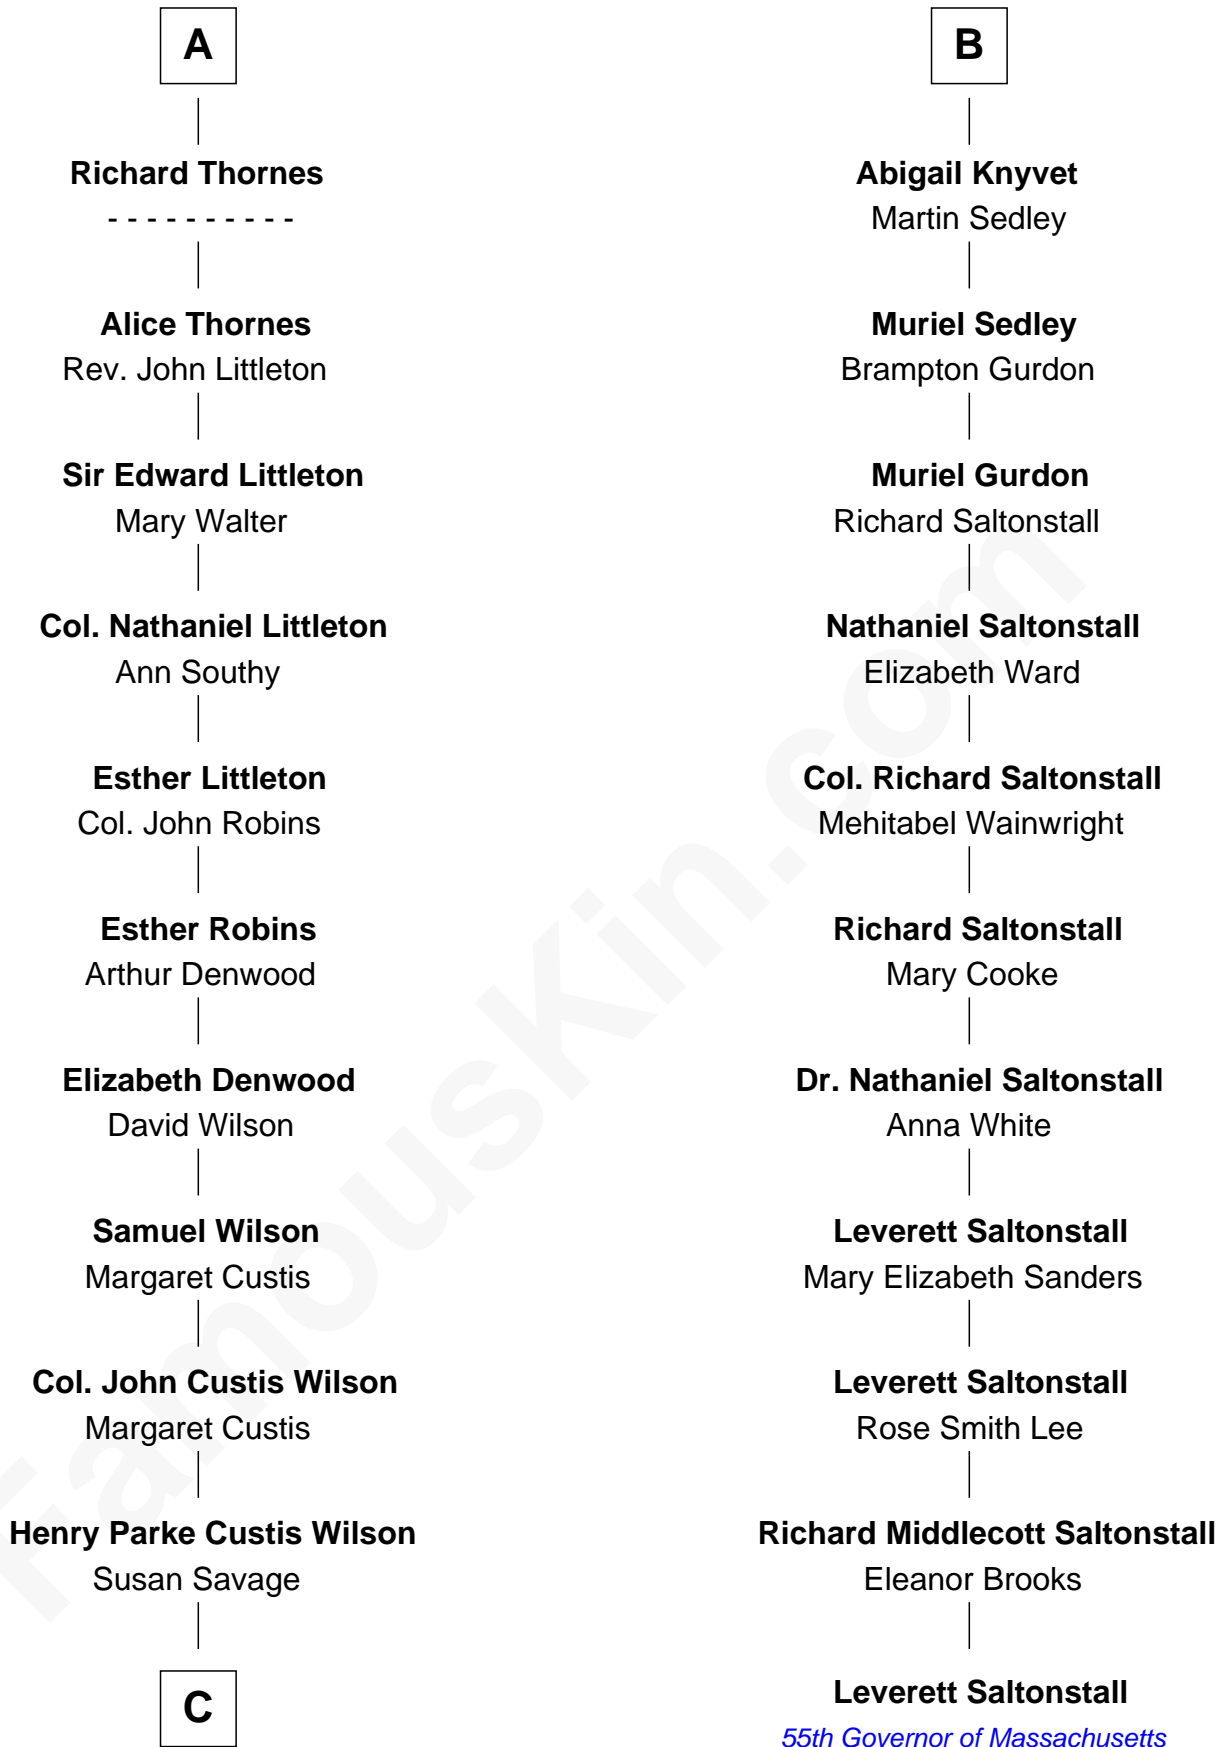 A
Richard Thornes
- - - - - - - - - -
Alice Thornes
Rev. John Littleton
Sir Edward Littleton
Mary Walter
Col. Nathaniel Littleton
Ann Southy
Esther Littleton
Col. John Robins
Esther Robins
Arthur Denwood
Elizabeth Denwood
David Wilson
Samuel Wilson
Margaret Custis
Col. John Custis Wilson
Margaret Custis
Henry Parke Custis Wilson
Susan Savage
C
B
Abigail Knyvet
Martin Sedley
Muriel Sedley
Brampton Gurdon
Muriel Gurdon
Richard Saltonstall
Nathaniel Saltonstall
Elizabeth Ward
Col. Richard Saltonstall
Mehitabel Wainwright
Richard Saltonstall
Mary Cooke
Dr. Nathaniel Saltonstall
Anna White
Leverett Saltonstall
Mary Elizabeth Sanders
Leverett Saltonstall
Rose Smith Lee
Richard Middlecott Saltonstall
Eleanor Brooks
Leverett Saltonstall
55th Governor of Massachusetts
FamousKin.com